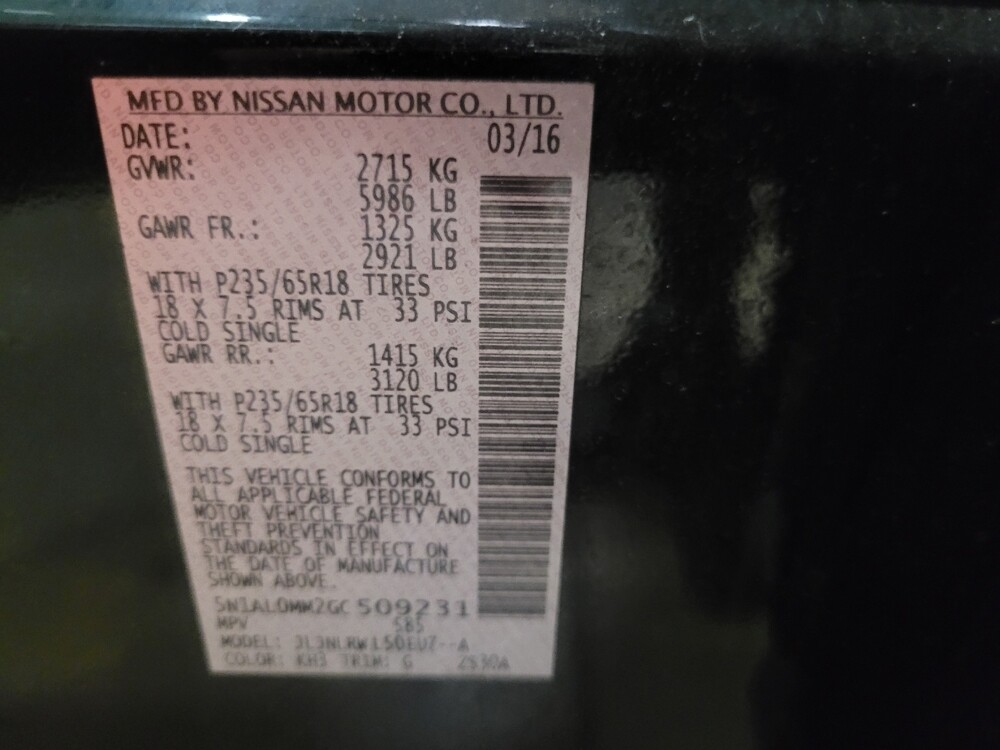 MFD BY NISSAN MOTOR CO., LTD.
DATE: 03/16
GVWR: 2715 KG
5986 LB
GAWR FR.: 1325 KG
2921 LB
WITH P235/65R18 TIRES
18 X 7.5 RIMS AT 33 PSI
COLD SINGLE
GAWR RR.: 1415 KG
3120 LB
WITH P235/65R18 TIRES
18 X 7.5 RIMS AT 33 PSI
COLD SINGLE
THIS VEHICLE CONFORMS TO
ALL APPLICABLE FEDERAL
MOTOR VEHICLE SAFETY AND
THEFT PREVENTION
STANDARDS IN EFFECT ON
THE DATE OF MANUFACTURE
SHOWN ABOVE.
5N1AL0MM2GC 509231
MPV
MODEL:
COLOR: KH3 TRIM: G